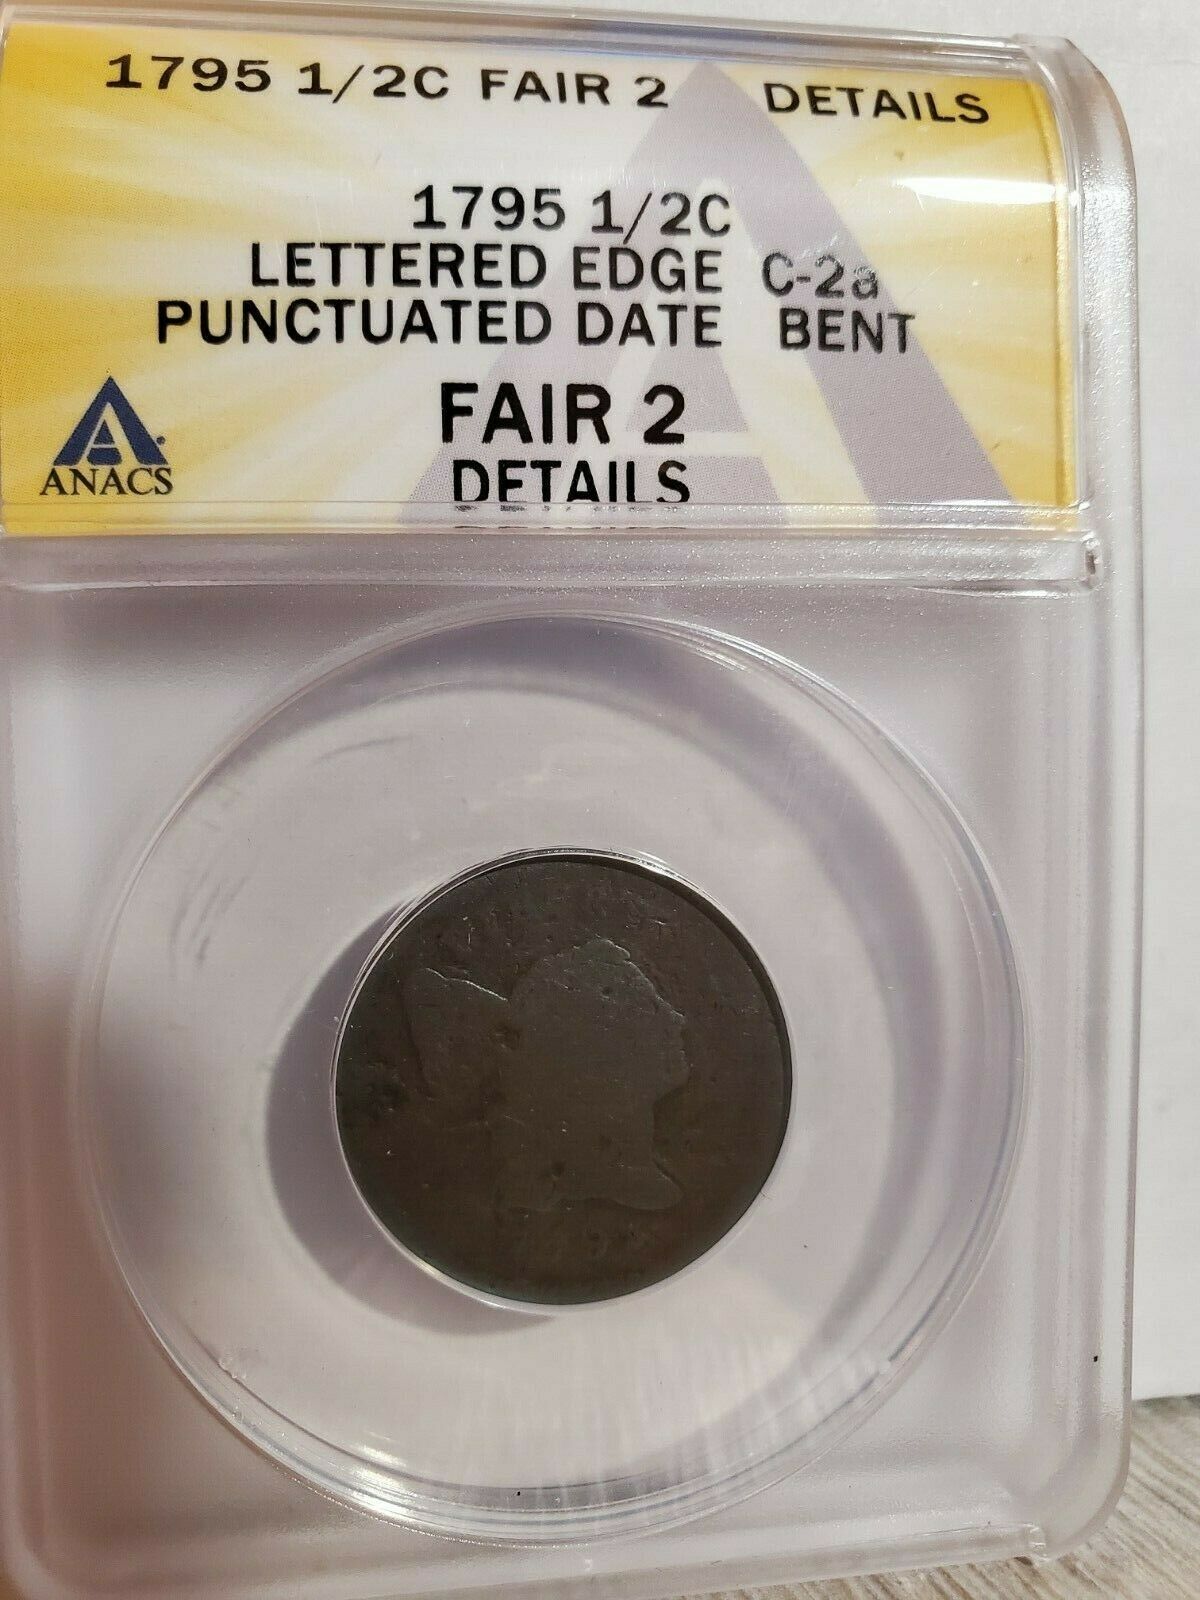 1795 1/2C FAIR 2 DETAILS
1795 1/2C
LETTERED EDGE C-2a
PUNCTUATED DATE BENT
FAIR 2
DETAILS
ANACS